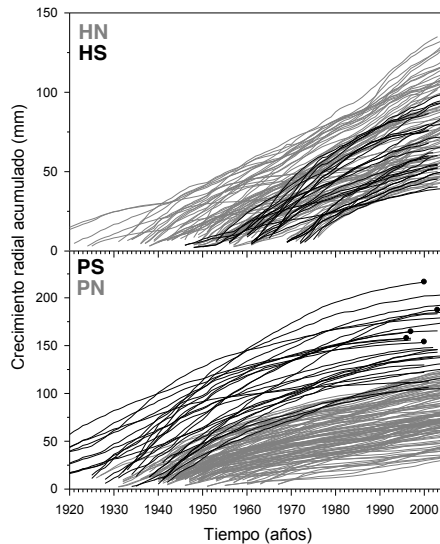 150
HN
HS
100
50
0
Crecimiento radial acumulado (mm)
PS
PN
200
150
100
50
0
1920 1930 1940 1950 1960 1970 1980 1990 2000
Tiempo (años)